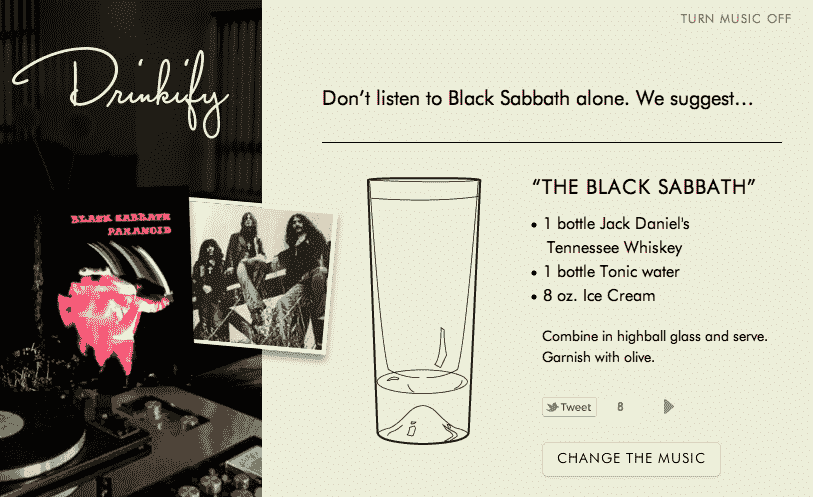 TURN MUSIC OFF
Drinkify
Don't listen to Black Sabbath alone. We suggest...
BLACK SABBATH
PARANOID
“THE BLACK SABBATH”
• 1 bottle Jack Daniel's
Tennessee Whiskey
• 1 bottle Tonic water
• 8 oz. Ice Cream
Combine in highball glass and serve.
Garnish with olive.
Tweet 8
CHANGE THE MUSIC